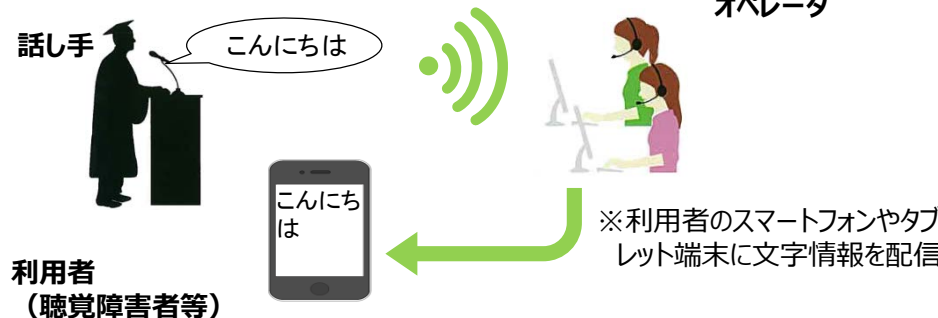 オペレータ
話し手
こんにちは
こんにち
は
※利用者のスマートフォンやタブ
レット端末に文字情報を配信
利用者
（聴覚障害者等）